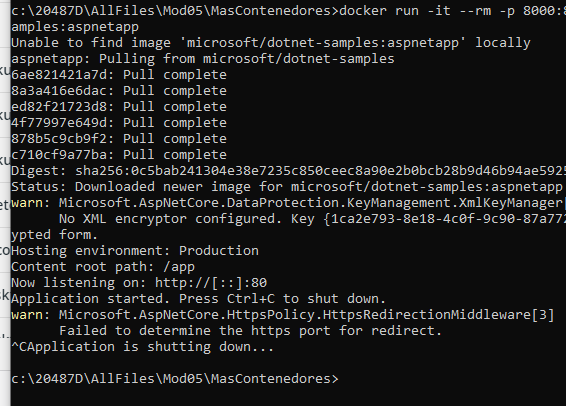 c:\20487D\AllFiles\Mod05\MasContenedores>docker run -it --rm -p 8000:
amples:aspnetapp
Unable to find image 'microsoft/dotnet-samples:aspnetapp' locally
aspnetapp: Pulling from microsoft/dotnet-samples
6ae821421a7d: Pull complete
8a3a416e6dac: Pull complete
ed82f21723d8: Pull complete
4f77997e649d: Pull complete
878b5c9cb9f2: Pull complete
c710cf9a77ba: Pull complete
Digest: sha256:0c5bab241304e38e7235c850ceec8a90e2b0bcb28b9d46b94ae5925
Status: Downloaded newer image for microsoft/dotnet-samples:aspnetapp
warn: Microsoft.AspNetCore.DataProtection.KeyManagement.XmlKeyManager[
No XML encryptor configured. Key {1ca2e793-8e18-4c0f-9c90-87a772
ypted form.
Hosting environment: Production
Content root path: /app
Now listening on: http://[::]:80
Application started. Press Ctrl+C to shut down.
warn: Microsoft.AspNetCore.HttpsPolicy.HttpsRedirectionMiddleware[3]
Failed to determine the https port for redirect.
^CApplication is shutting down...
c:\20487D\AllFiles\Mod05\MasContenedores>